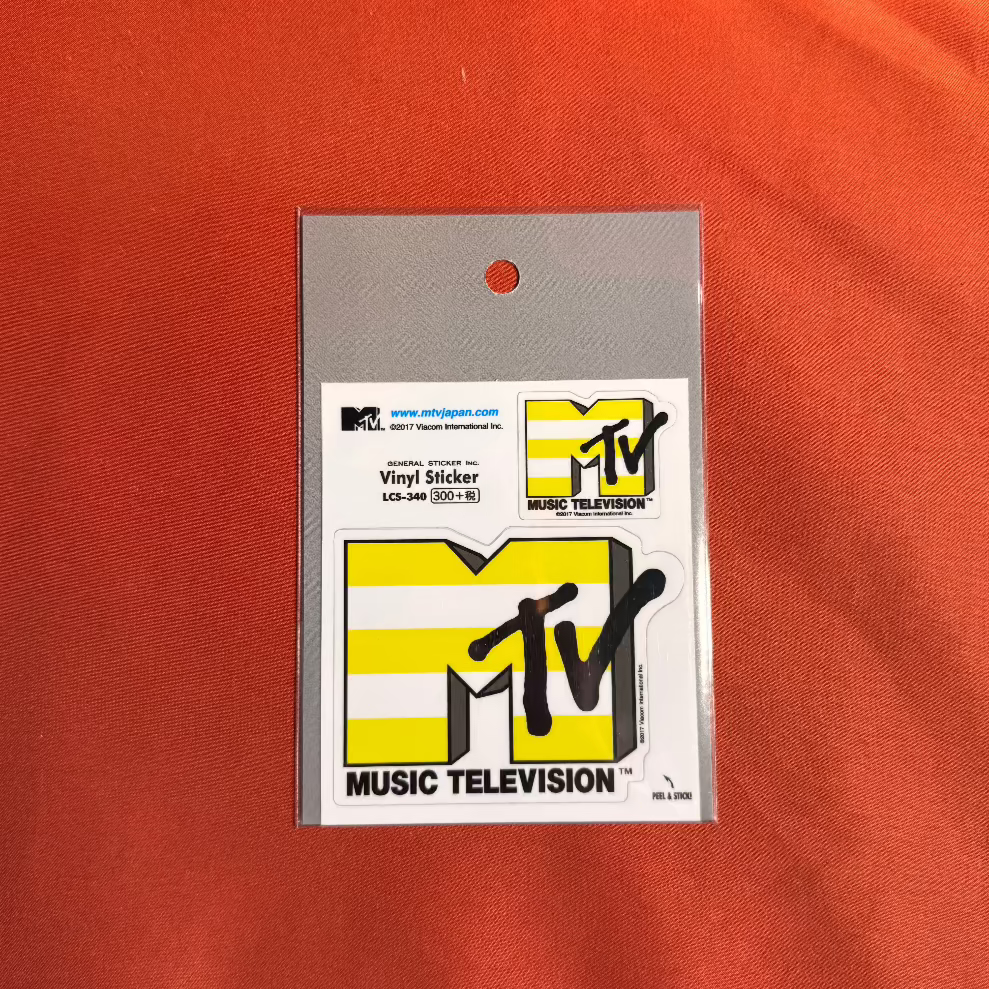 MTV™
www.mtvjapan.com
©2017 Viacom International Inc.
GENERAL STICKER INC.
Vinyl Sticker
LCS-340 300+税
MTV
MUSIC TELEVISION™
©2017 Viacom International Inc.
MTV
©2017 Viacom International Inc.
MUSIC TELEVISION™
PEEL & STICK!